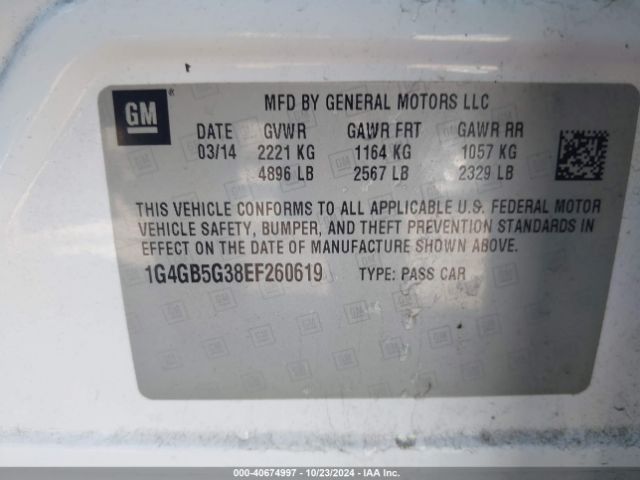 GM ®
MFD BY GENERAL MOTORS LLC
DATE GVWR GAWR FRT GAWR RR
03/14 2221 KG 1164 KG 1057 KG
4896 LB 2567 LB 2329 LB
THIS VEHICLE CONFORMS TO ALL APPLICABLE U.S. FEDERAL MOTOR
VEHICLE SAFETY, BUMPER, AND THEFT PREVENTION STANDARDS IN
EFFECT ON THE DATE OF MANUFACTURE SHOWN ABOVE.
1G4GB5G38EF260619 TYPE: PASS CAR
000-40674997 - 10/23/2024 - IAA Inc.